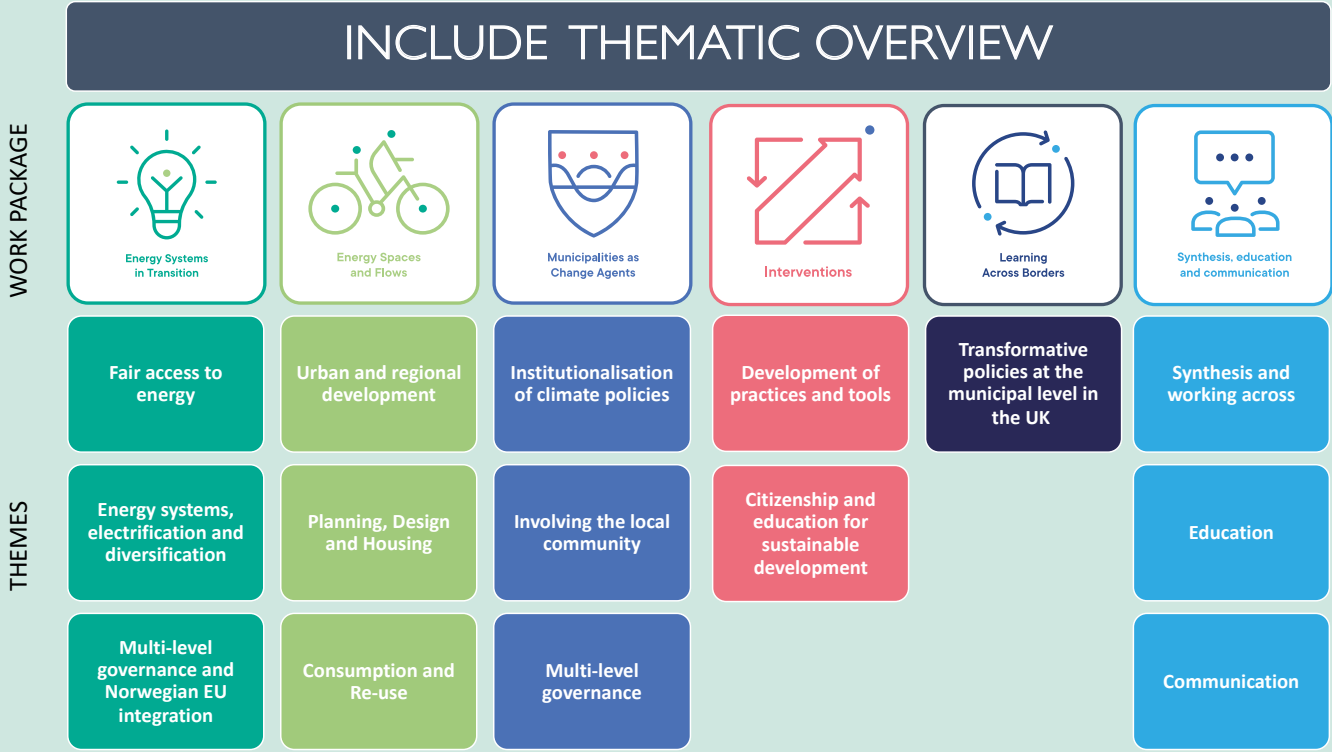 INCLUDE THEMATIC OVERVIEW
WORK PACKAGE
Energy Systems
in Transition
Energy Spaces
and Flows
Municipalities as
Change Agents
Interventions
Learning
Across Borders
Synthesis, education
and communication
THEMES
Fair access to
energy
Urban and regional
development
Institutionalisation
of climate policies
Development of
practices and tools
Transformative
policies at the
municipal level in
the UK
Synthesis and
working across
Energy systems,
electrification and
diversification
Planning, Design
and Housing
Involving the local
community
Citizenship and
education for
sustainable
development
Education
Multi-level
governance and
Norwegian EU
integration
Consumption and
Re-use
Multi-level
governance
Communication